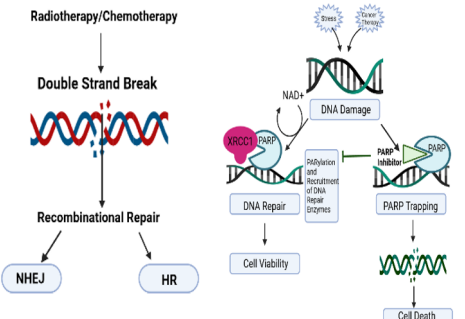 Radiotherapy/Chemotherapy
Double Strand Break
Recombinational Repair
NHEJ
HR
Stress
Cancer
Therapy
DNA Damage
NAD+
XRCC1
PARP
PARylation
and
Recruitment
of DNA
Repair
Enzymes
PARP
Inhibitor
PARP
DNA Repair
PARP Trapping
Cell Viability
Cell Death